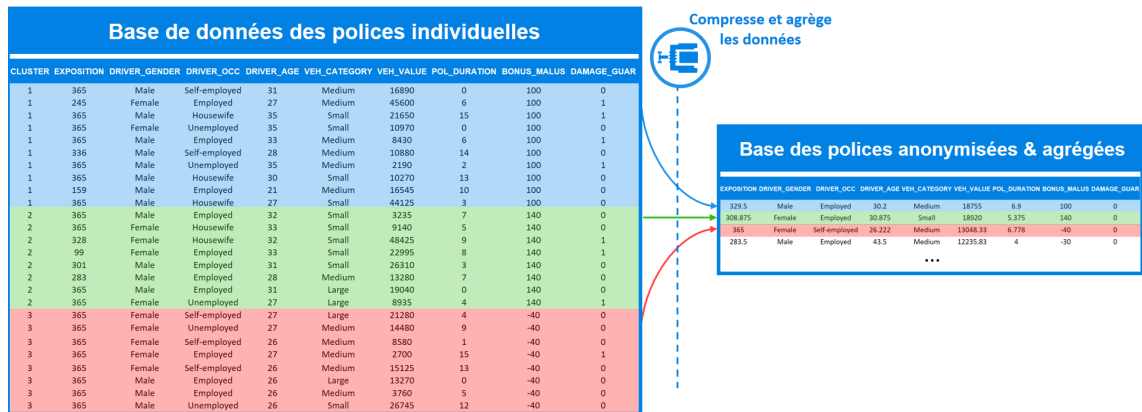 Compresse et agrège
les données
Base de données des polices individuelles
CLUSTER EXPOSITION DRIVER_GENDER DRIVER_OCC DRIVER_AGE VEH_CATEGORY VEH_VALUE POL_DURATION BONUS_MALUS DAMAGE_GUAR
1 365 Male Self-employed 31 Medium 16890 0 100 0
1 245 Female Employed 27 Medium 45600 6 100 1
1 365 Male Housewife 35 Small 21650 15 100 1
1 365 Female Unemployed 35 Small 10970 0 100 0
1 365 Male Employed 33 Medium 8430 6 100 1
1 336 Male Self-employed 28 Medium 10880 14 100 0
1 365 Male Unemployed 35 Medium 2190 2 100 1
1 365 Male Housewife 30 Small 10270 13 100 0
1 159 Male Employed 21 Medium 16545 10 100 0
1 365 Male Housewife 27 Small 44125 3 100 0
2 365 Male Employed 32 Small 3235 7 140 0
2 365 Female Housewife 33 Small 9140 5 140 0
2 328 Female Housewife 32 Small 48425 9 140 1
2 99 Female Employed 33 Small 22995 8 140 1
2 301 Male Employed 31 Small 26310 3 140 0
2 283 Male Employed 28 Medium 13280 7 140 0
2 365 Male Employed 31 Large 19040 0 140 0
2 365 Female Unemployed 27 Large 8935 4 140 1
3 365 Female Self-employed 27 Large 21280 4 -40 0
3 365 Female Unemployed 27 Medium 14480 9 -40 0
3 365 Female Self-employed 26 Medium 8580 1 -40 0
3 365 Female Employed 27 Medium 2700 15 -40 1
3 365 Female Self-employed 26 Medium 15125 13 -40 0
3 365 Male Employed 26 Large 13270 0 -40 0
3 365 Male Employed 26 Medium 3760 5 -40 0
3 365 Male Unemployed 26 Small 26745 12 -40 0
Base des polices anonymisées & agrégées
EXPOSITION DRIVER_GENDER DRIVER_OCC DRIVER_AGE VEH_CATEGORY VEH_VALUE POL_DURATION BONUS_MALUS DAMAGE_GUAR
329.5 Male Employed 30.2 Medium 18755 6.9 100 0
308.875 Female Employed 30.875 Small 18920 5.375 140 0
365 Female Self-employed 26.222 Medium 13048.33 6.778 -40 0
283.5 Male Employed 43.5 Medium 12235.83 4 -30 0
...